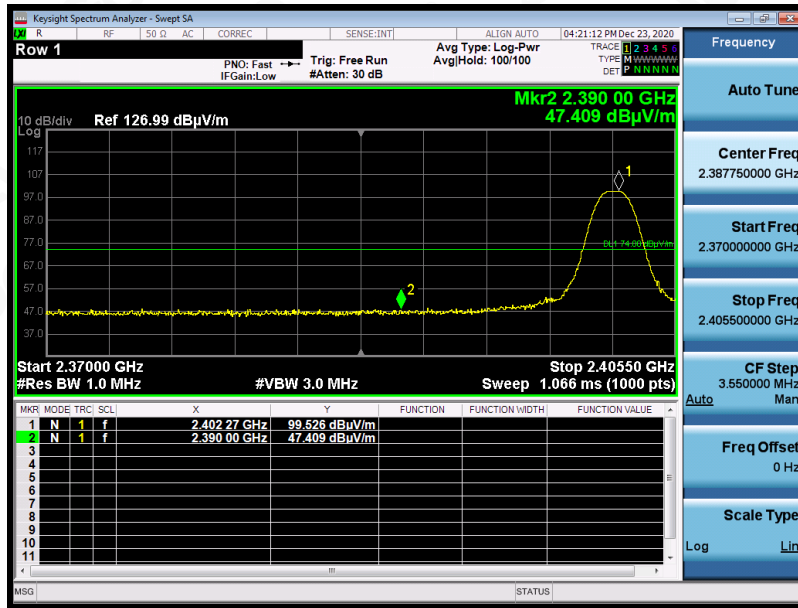 Keysight Spectrum Analyzer - Swept SA
LXI R RF 50 Ω AC CORREC SENSE:INT ALIGN AUTO 04:21:12 PM Dec 23, 2020
Row 1
PNO: Fast Trig: Free Run Avg Type: Log-Pwr TRACE 1 2 3 4 5 6
IFGain:Low #Atten: 30 dB Avg|Hold: 100/100 TYPE M W W W W W
DET P N N N N N
Frequency
Auto Tune
Center Freq
2.387750000 GHz
Start Freq
2.370000000 GHz
Stop Freq
2.405500000 GHz
CF Step
3.550000 MHz
Auto Man
Freq Offset
0 Hz
Scale Type
Log Lin
Mkr2 2.390 00 GHz
47.409 dBµV/m
10 dB/div Ref 126.99 dBµV/m
Log
117
107
97.0
87.0
77.0
67.0
57.0
47.0
37.0
1
DL1 74.00 dBµV/m
2
Start 2.37000 GHz Stop 2.40550 GHz
#Res BW 1.0 MHz #VBW 3.0 MHz Sweep 1.066 ms (1000 pts)
MKR MODE TRC SCL X Y FUNCTION FUNCTION WIDTH FUNCTION VALUE
1 N 1 f 2.402 27 GHz 99.526 dBµV/m
2 N 1 f 2.390 00 GHz 47.409 dBµV/m
3
4
5
6
7
8
9
10
11
MSG STATUS